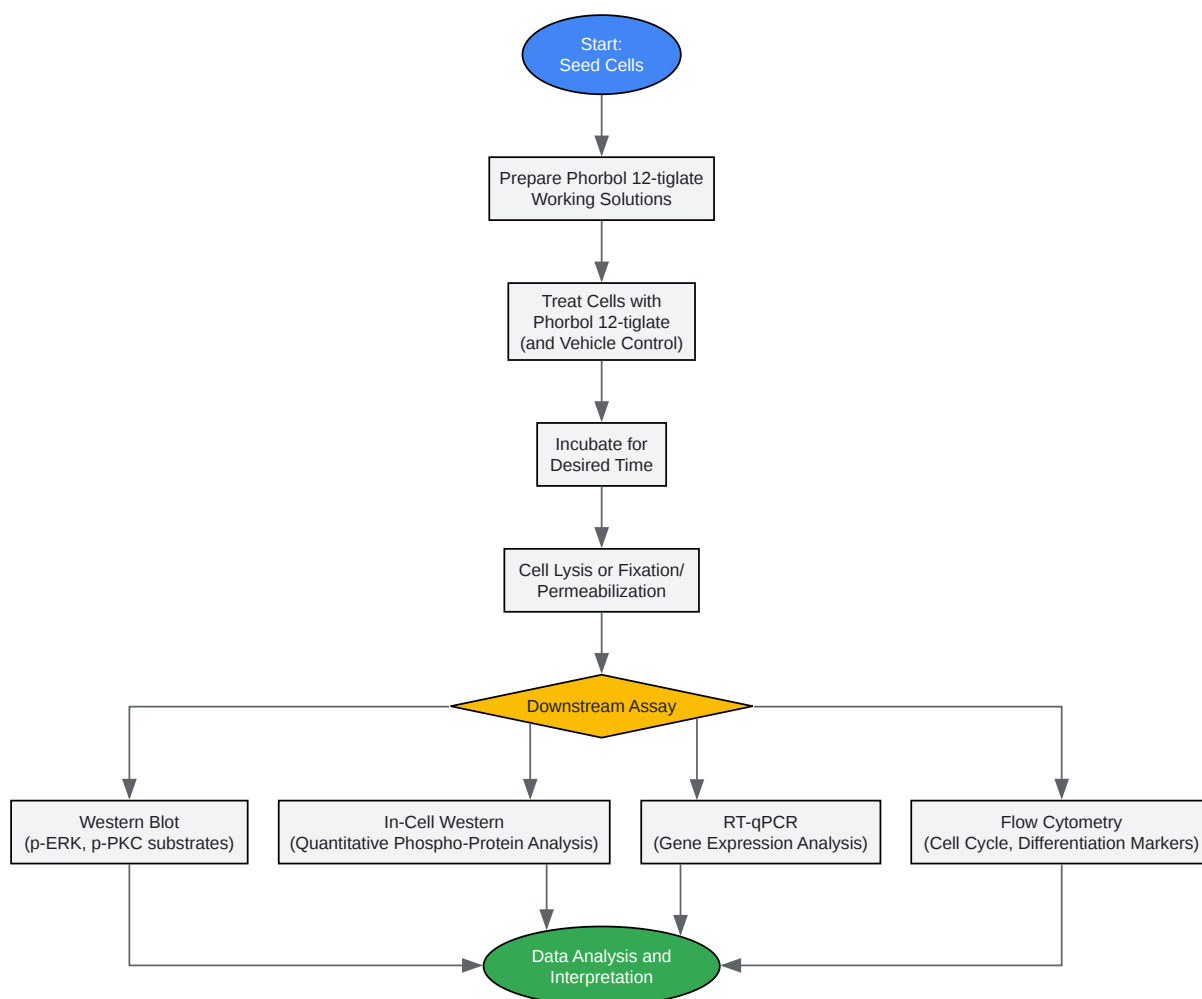 Start:
Seed Cells
Prepare Phorbol 12-tiglate
Working Solutions
Treat Cells with
Phorbol 12-tiglate
(and Vehicle Control)
Incubate for
Desired Time
Cell Lysis or Fixation/
Permeabilization
Downstream Assay
Western Blot
(p-ERK, p-PKC substrates)
In-Cell Western
(Quantitative Phospho-Protein Analysis)
RT-qPCR
(Gene Expression Analysis)
Flow Cytometry
(Cell Cycle, Differentiation Markers)
Data Analysis and
Interpretation